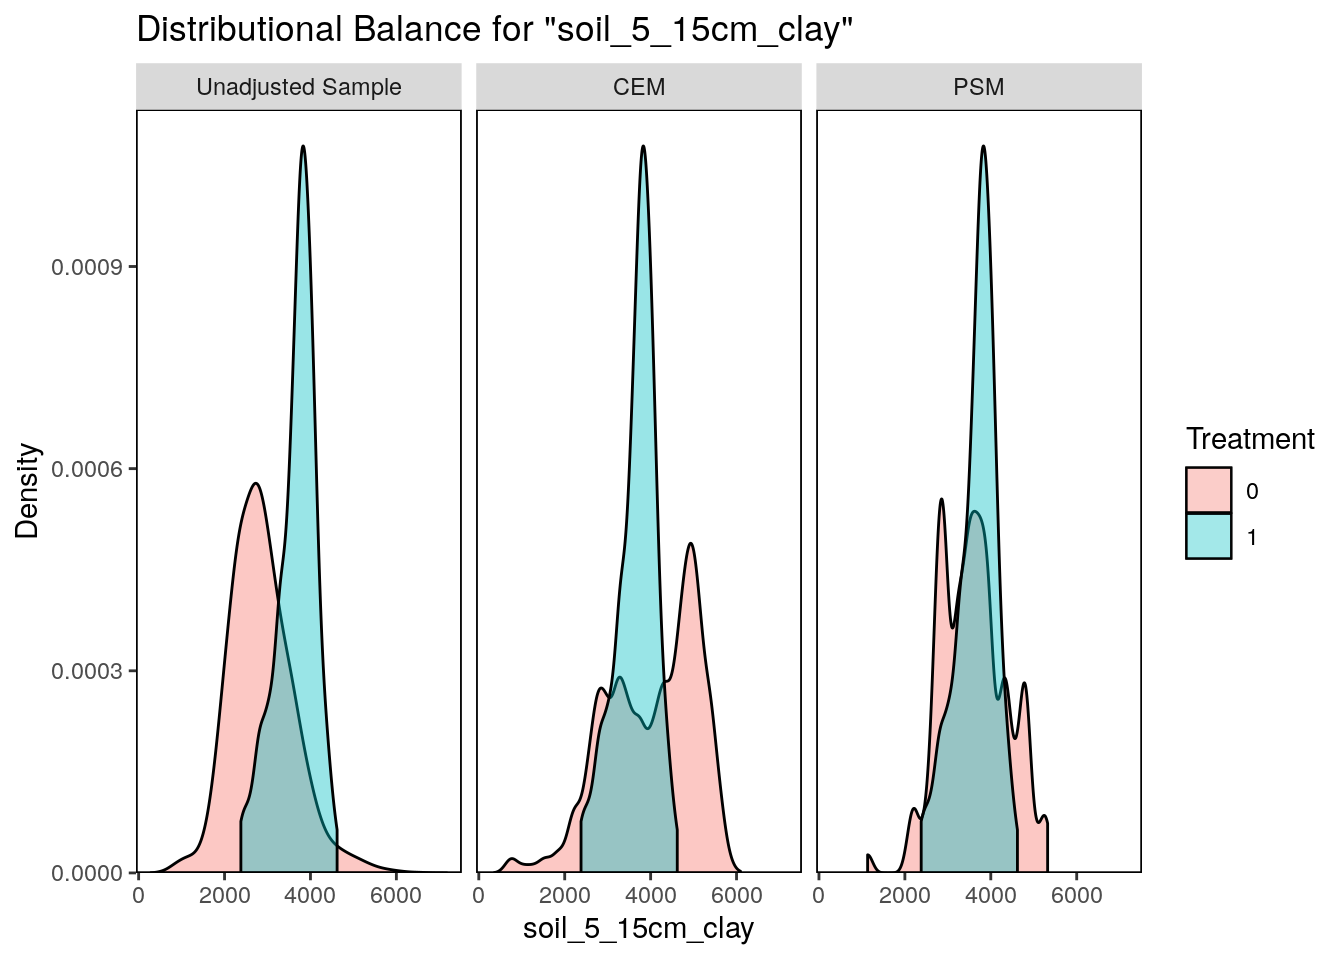 Distributional Balance for "soil_5_15cm_clay"
Unadjusted Sample
CEM
PSM
Density
0.0009
0.0006
0.0003
0.0000
0 2000 4000 6000
0 2000 4000 6000
0 2000 4000 6000
soil_5_15cm_clay
Treatment
0
1